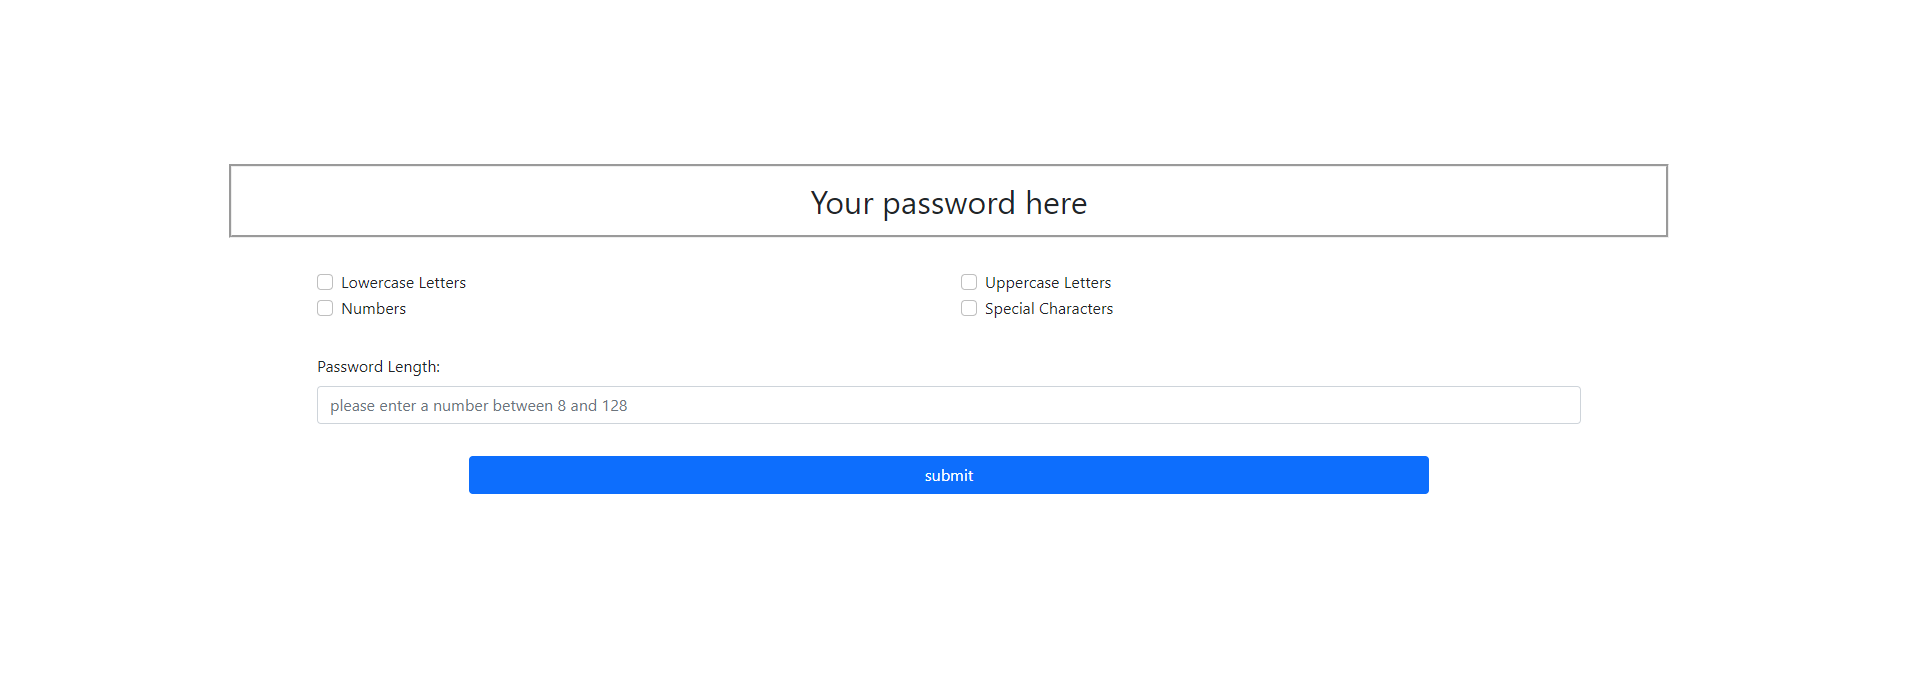 Your password here
Lowercase Letters
Uppercase Letters
Numbers
Special Characters
Password Length:
please enter a number between 8 and 128
submit